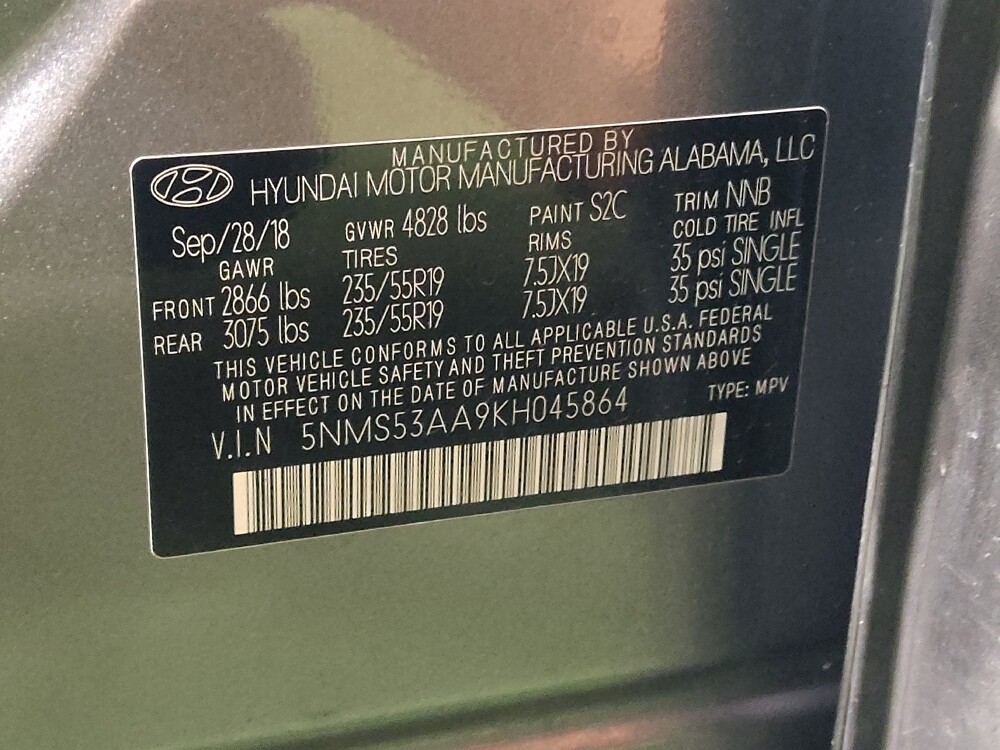 MANUFACTURED BY
HYUNDAI MOTOR MANUFACTURING ALABAMA, LLC
Sep/28/18 GVWR 4828 lbs PAINT S2C TRIM NNB
GAWR TIRES RIMS COLD TIRE INFL
FRONT 2866 lbs 235/55R19 7.5JX19 35 psi SINGLE
REAR 3075 lbs 235/55R19 7.5JX19 35 psi SINGLE
THIS VEHICLE CONFORMS TO ALL APPLICABLE U.S.A. FEDERAL
MOTOR VEHICLE SAFETY AND THEFT PREVENTION STANDARDS
IN EFFECT ON THE DATE OF MANUFACTURE SHOWN ABOVE
V.I.N 5NMS53AA9KH045864 TYPE: MPV